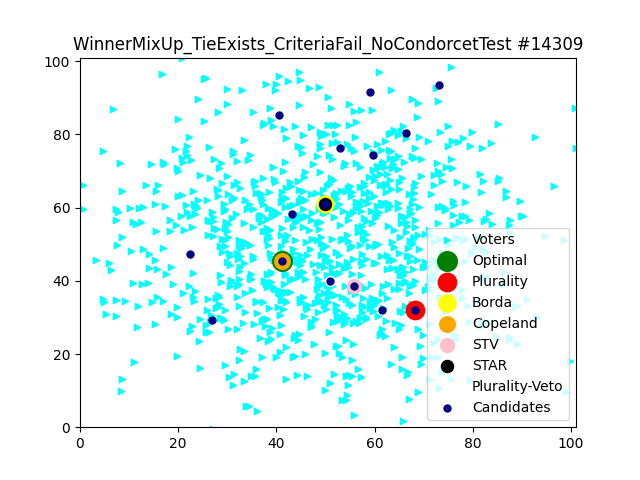 WinnerMixUp_TieExists_CriteriaFail_NoCondorcetTest #14309
100
80
60
40
20
0
0
20
40
60
80
100
Voters
Optimal
Plurality
Borda
Copeland
STV
STAR
Plurality-Veto
Candidates